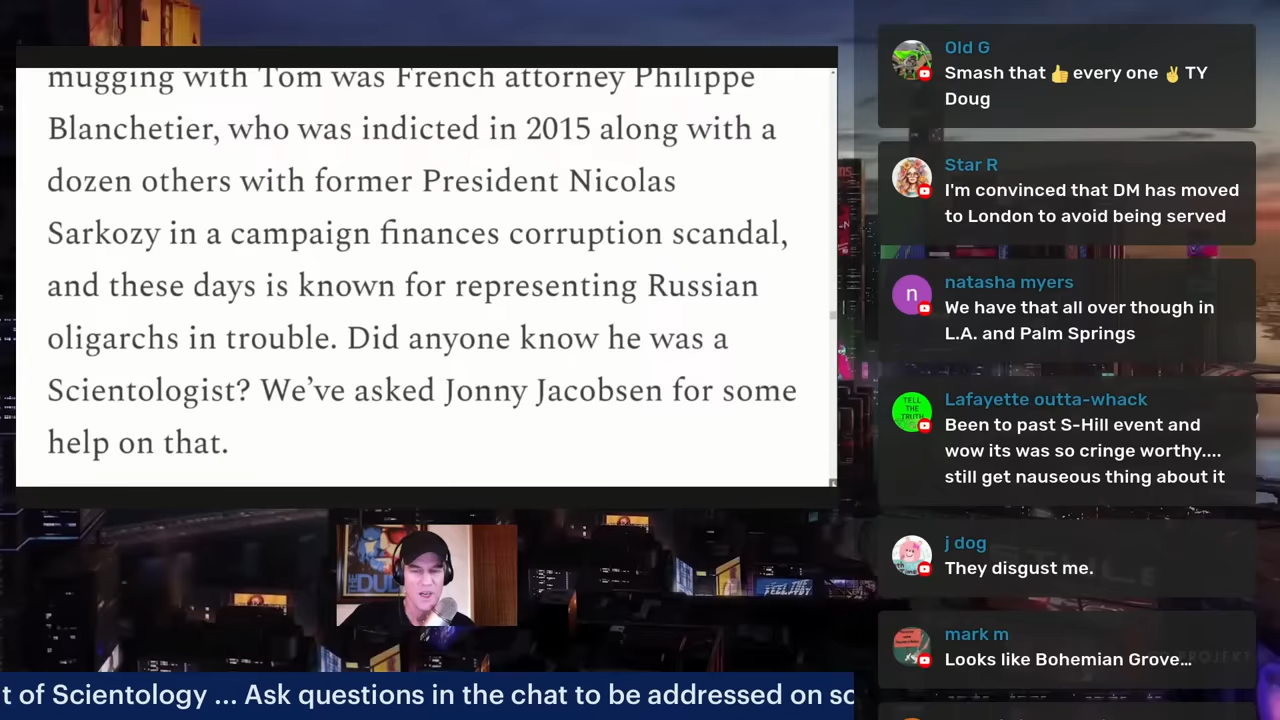 mugging with Tom was French attorney Philippe
Blanchetier, who was indicted in 2015 along with a
dozen others with former President Nicolas
Sarkozy in a campaign finances corruption scandal,
and these days is known for representing Russian
oligarchs in trouble. Did anyone know he was a
Scientologist? We’ve asked Jonny Jacobsen for some
help on that.
Old G
Smash that 👍 every one ✌️ TY
Doug
Star R
I'm convinced that DM has moved
to London to avoid being served
n
natasha myers
We have that all over though in
L.A. and Palm Springs
TELL
THE
TRUTH
Lafayette outta-whack
Been to past S-Hill event and
wow its was so cringe worthy....
still get nauseous thing about it
j dog
They disgust me.
mark m
Looks like Bohemian Grove...
FEEL THE
t of Scientology ... Ask questions in the chat to be addressed on sc